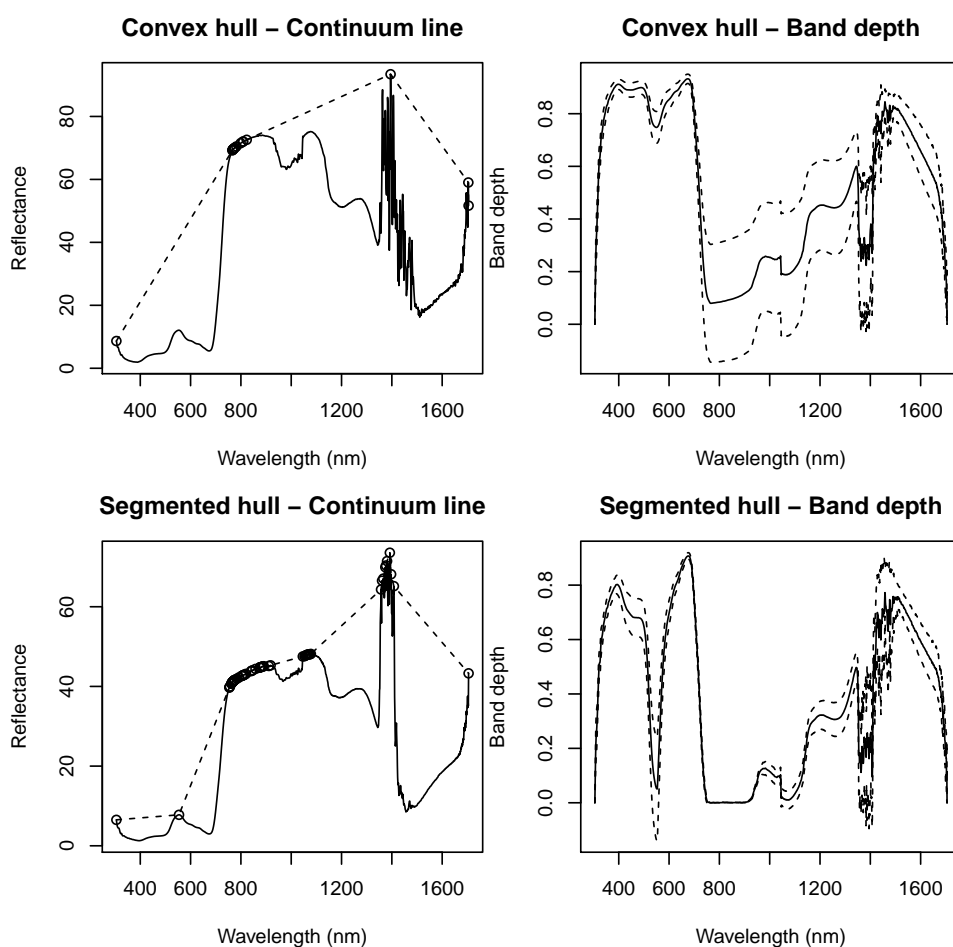 Convex hull – Continuum line
Reflectance
0 20 40 60 80
400 600 800 1200 1600
Wavelength (nm)
Convex hull – Band depth
Band depth
0.0 0.2 0.4 0.6 0.8
400 600 800 1200 1600
Wavelength (nm)
Segmented hull – Continuum line
Reflectance
0 20 40 60
400 600 800 1200 1600
Wavelength (nm)
Segmented hull – Band depth
Band depth
0.0 0.2 0.4 0.6 0.8
400 600 800 1200 1600
Wavelength (nm)